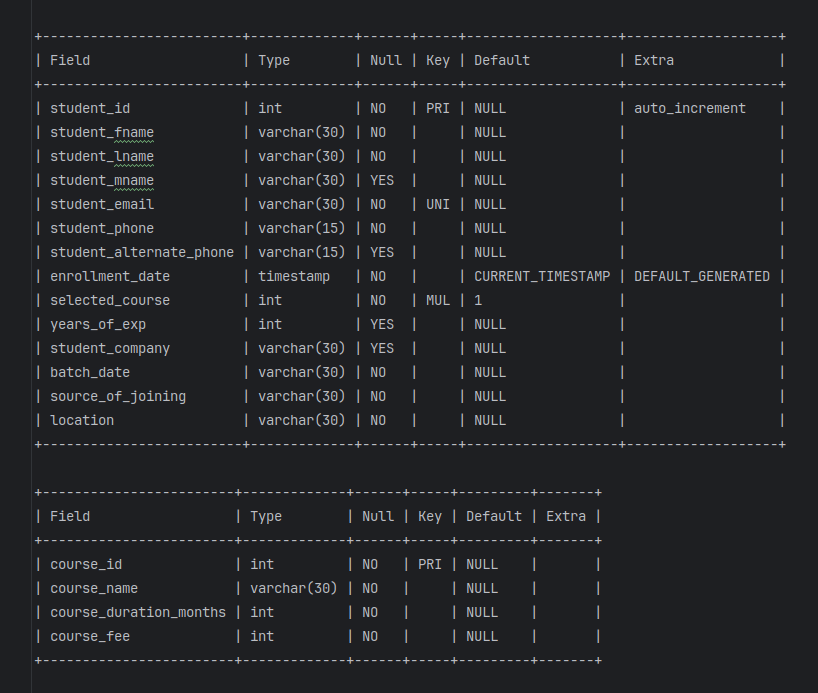 +-------------------------+-------------+------+-----+-------------------+-------------------+
| Field                   | Type        | Null | Key | Default           | Extra             |
+-------------------------+-------------+------+-----+-------------------+-------------------+
| student_id              | int         | NO   | PRI | NULL              | auto_increment    |
| student_fname           | varchar(30) | NO   |     | NULL              |                   |
| student_lname           | varchar(30) | NO   |     | NULL              |                   |
| student_mname           | varchar(30) | YES  |     | NULL              |                   |
| student_email           | varchar(30) | NO   | UNI | NULL              |                   |
| student_phone           | varchar(15) | NO   |     | NULL              |                   |
| student_alternate_phone | varchar(15) | YES  |     | NULL              |                   |
| enrollment_date         | timestamp   | NO   |     | CURRENT_TIMESTAMP | DEFAULT_GENERATED |
| selected_course         | int         | NO   | MUL | 1                 |                   |
| years_of_exp            | int         | YES  |     | NULL              |                   |
| student_company         | varchar(30) | YES  |     | NULL              |                   |
| batch_date              | varchar(30) | NO   |     | NULL              |                   |
| source_of_joining       | varchar(30) | NO   |     | NULL              |                   |
| location                | varchar(30) | NO   |     | NULL              |                   |
+-------------------------+-------------+------+-----+-------------------+-------------------+
+------------------------+-------------+------+-----+---------+-------+
| Field                  | Type        | Null | Key | Default | Extra |
+------------------------+-------------+------+-----+---------+-------+
| course_id              | int         | NO   | PRI | NULL    |       |
| course_name            | varchar(30) | NO   |     | NULL    |       |
| course_duration_months | int         | NO   |     | NULL    |       |
| course_fee             | int         | NO   |     | NULL    |       |
+------------------------+-------------+------+-----+---------+-------+